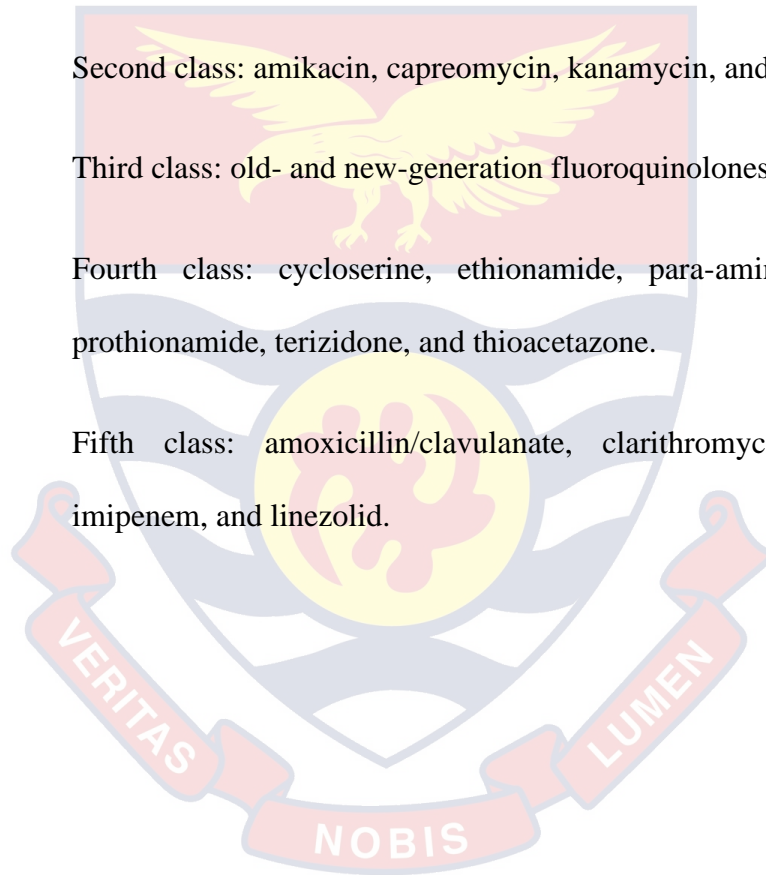 Second class: amikacin, capreomycin, kanamycin, and
Third class: old- and new-generation fluoroquinolones
Fourth class: cycloserine, ethionamide, para-amin
prothionamide, terizidone, and thioacetazone.
Fifth class: amoxicillin/clavulanate, clarithromyc
imipenem, and linezolid.
VERITAS
NOBIS
LUMEN